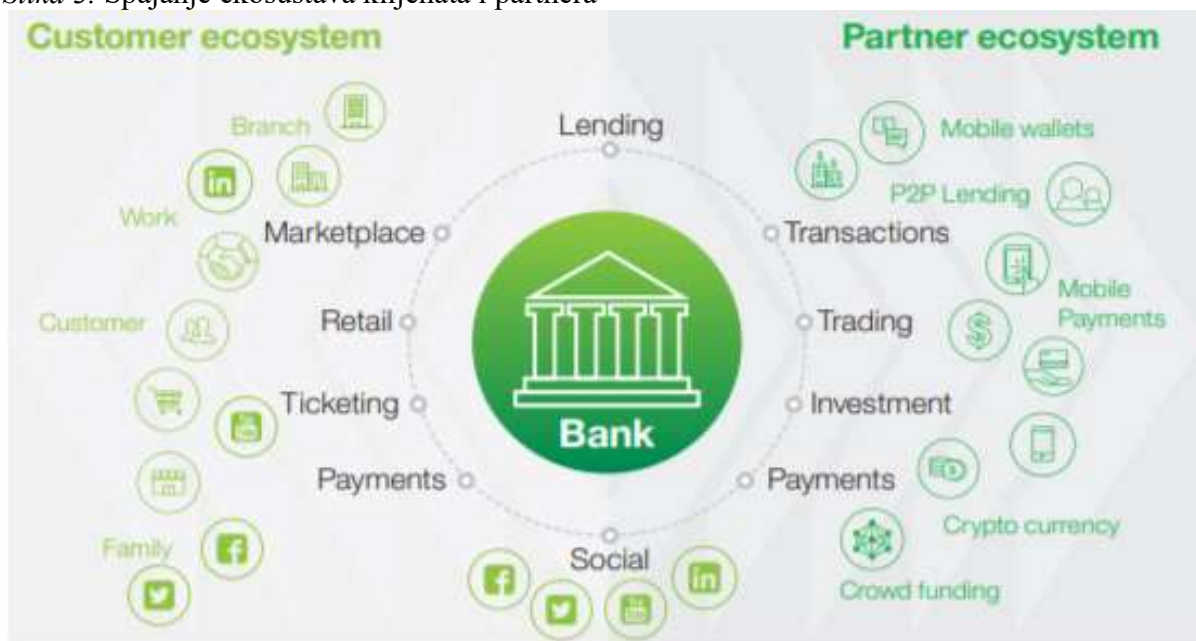 Slika 3: Spajanje ekosustava klijenata i partnera
Customer ecosystem
Partner ecosystem
Branch
Lending
Mobile wallets
Work
P2P Lending
Marketplace
Transactions
Customer
Retail
Trading
Mobile
Payments
Ticketing
Investment
Bank
Payments
Payments
Family
Social
Crypto currency
Crowd funding